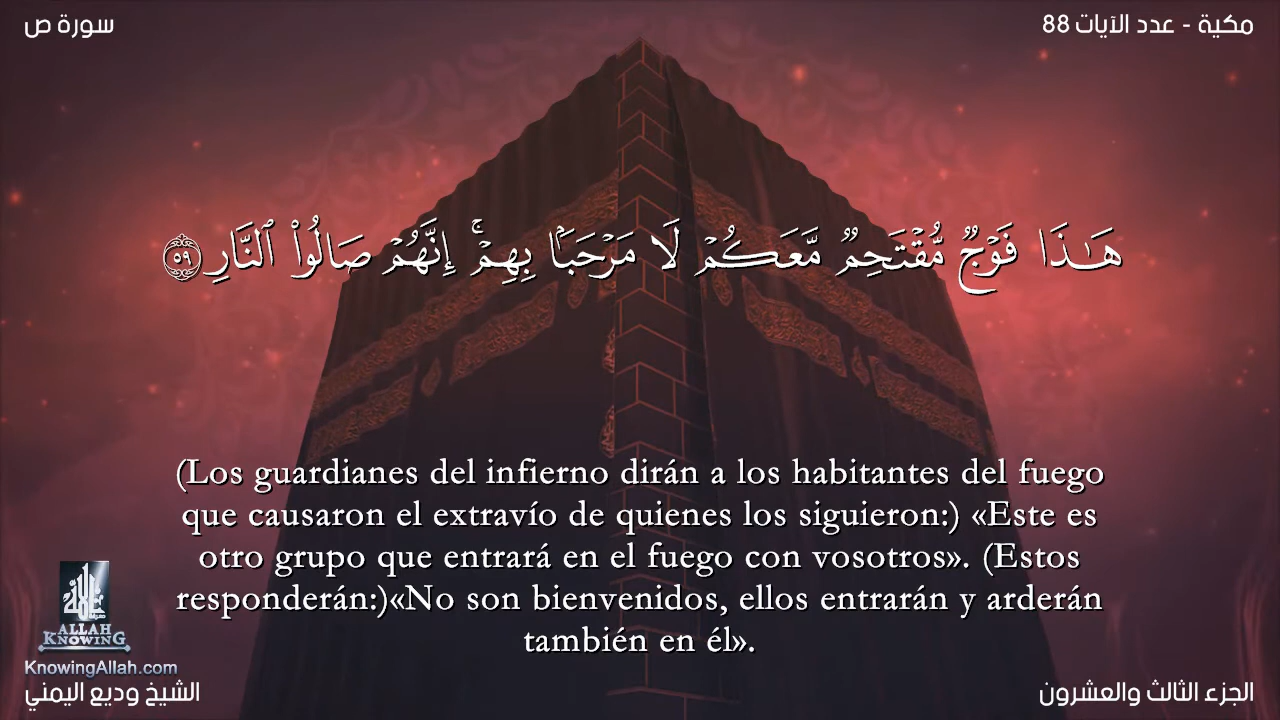 سورة ص
مكية - عدد الآيات 88
هَـٰذَا فَوْجٌ مُّقْتَحِمٌ مَّعَكُمْ لَا مَرْحَبًۢا بِهِمْ ۚ إِنَّهُمْ صَالُوا۟ ٱلنَّارِ ٥٩
(Los guardianes del infierno dirán a los habitantes del fuego
que causaron el extravío de quienes los siguieron:) «Este es
otro grupo que entrará en el fuego con vosotros». (Estos
responderán:)«No son bienvenidos, ellos entrarán y arderán
también en él».
ALLAH
KNOWING
KnowingAllah.com
الشيخ وديع اليمني
الجزء الثالث والعشرون